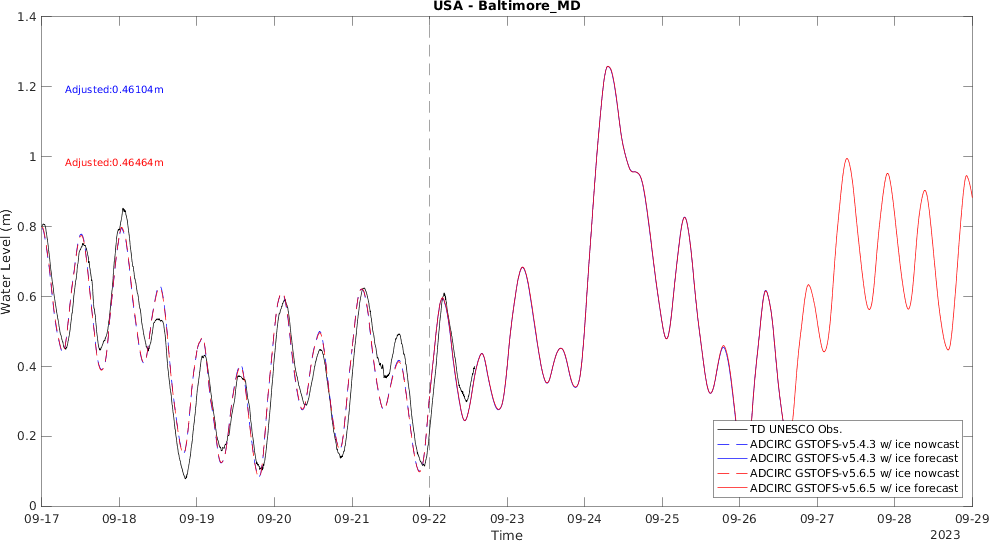 USA - Baltimore_MD
1.4
1.2
1
0.8
0.6
0.4
0.2
0
Water Level (m)
Adjusted:0.46104m
Adjusted:0.46464m
TD UNESCO Obs.
ADCIRC GSTOFS-v5.4.3 w/ ice nowcast
ADCIRC GSTOFS-v5.4.3 w/ ice forecast
ADCIRC GSTOFS-v5.6.5 w/ ice nowcast
ADCIRC GSTOFS-v5.6.5 w/ ice forecast
09-17 09-18 09-19 09-20 09-21 09-22 09-23 09-24 09-25 09-26 09-27 09-28 09-29
Time
2023